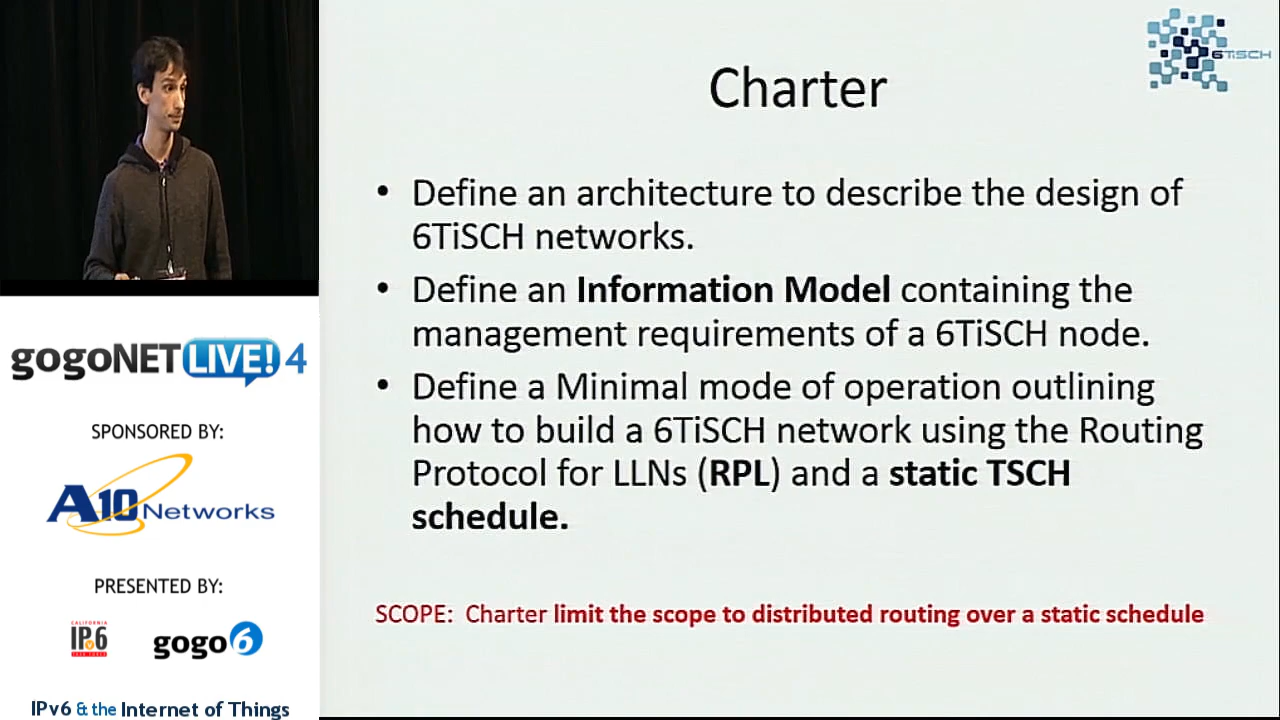 6TiSCH
Charter
• Define an architecture to describe the design of
6TiSCH networks.
• Define an Information Model containing the
management requirements of a 6TiSCH node.
• Define a Minimal mode of operation outlining
how to build a 6TiSCH network using the Routing
Protocol for LLNs (RPL) and a static TSCH
schedule.
SCOPE: Charter limit the scope to distributed routing over a static schedule
gogoNET LIVE! 4
SPONSORED BY:
A10 Networks
PRESENTED BY:
CALIFORNIA
IPv6
TASK FORCE
gogo6
IPv6 & the Internet of Things